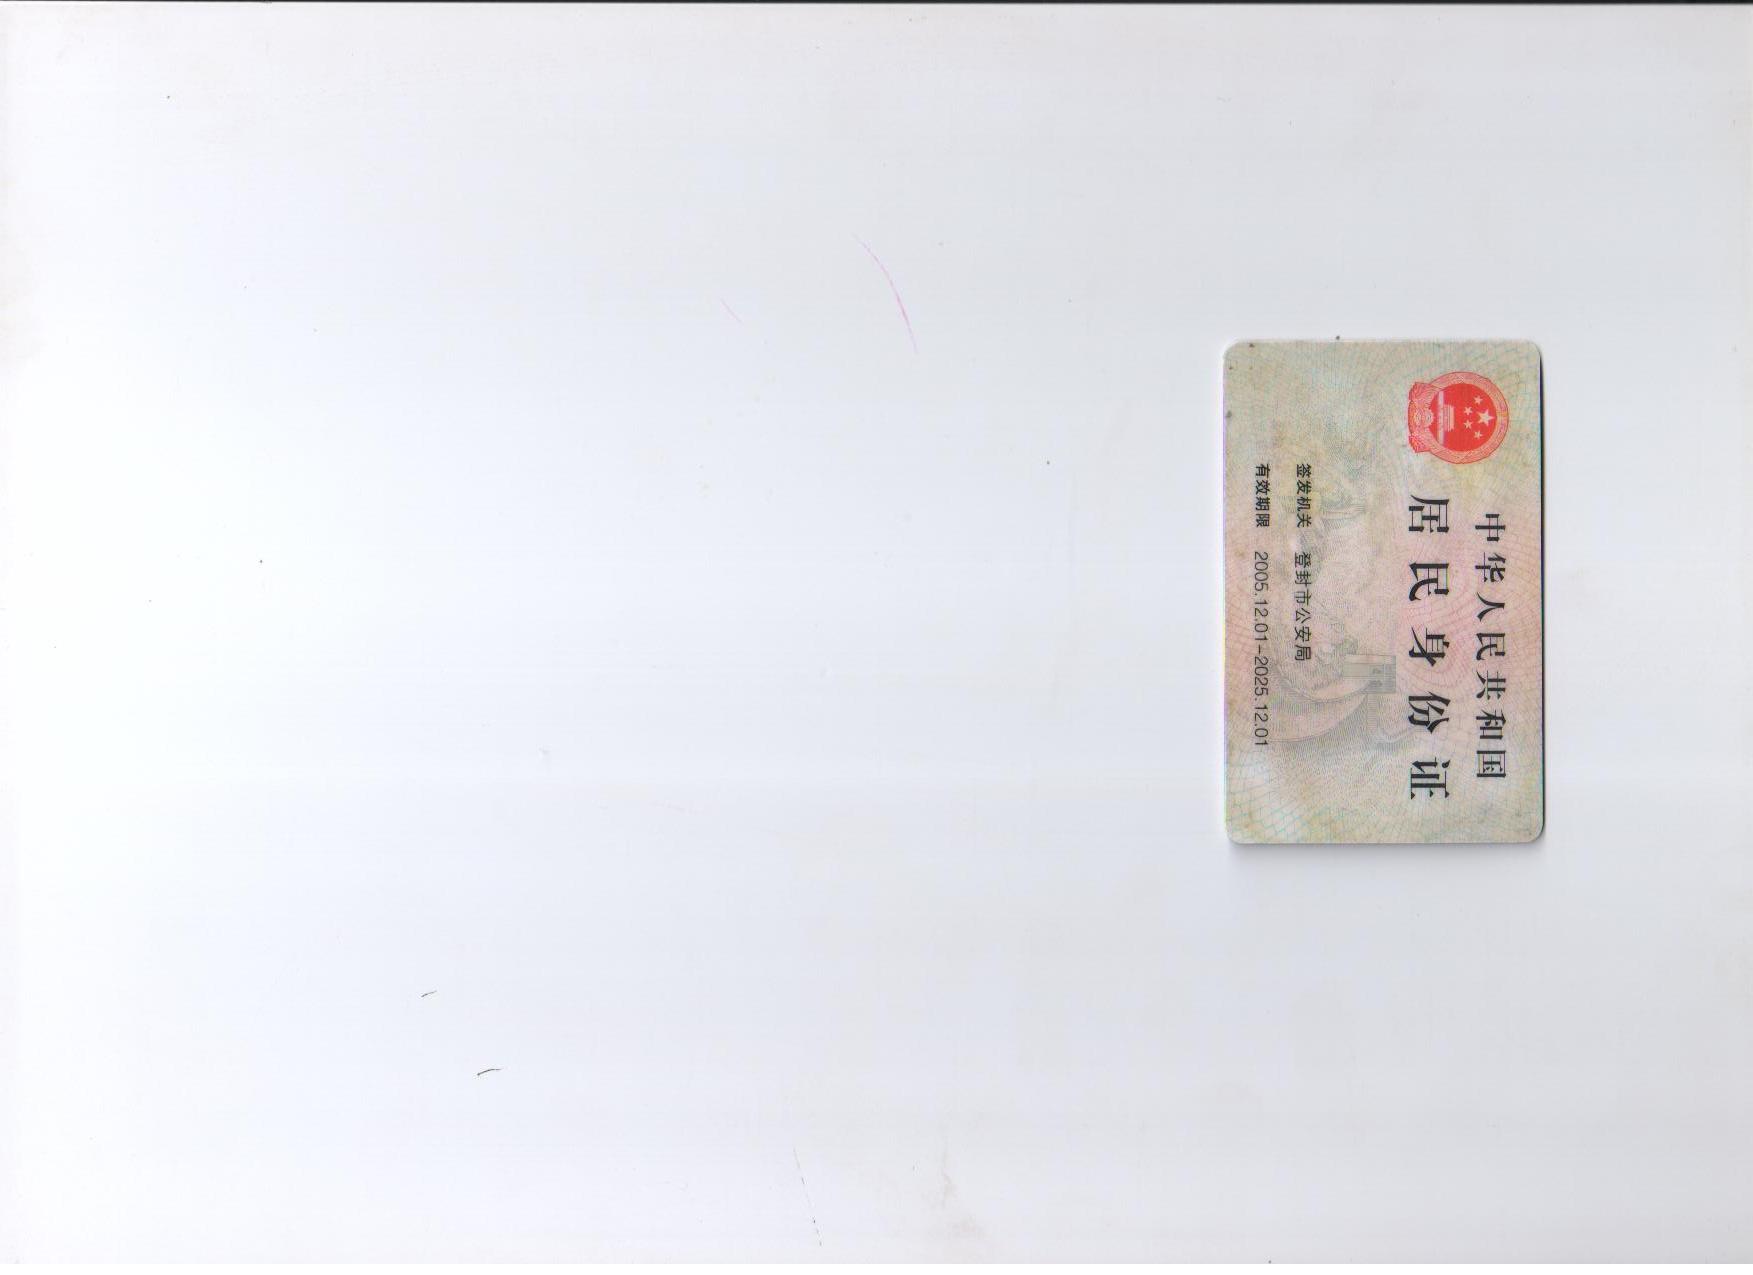 中华人民共和国
居民身份证
签发机关 登封市公安局
有效期限 2005.12.01-2025.12.01